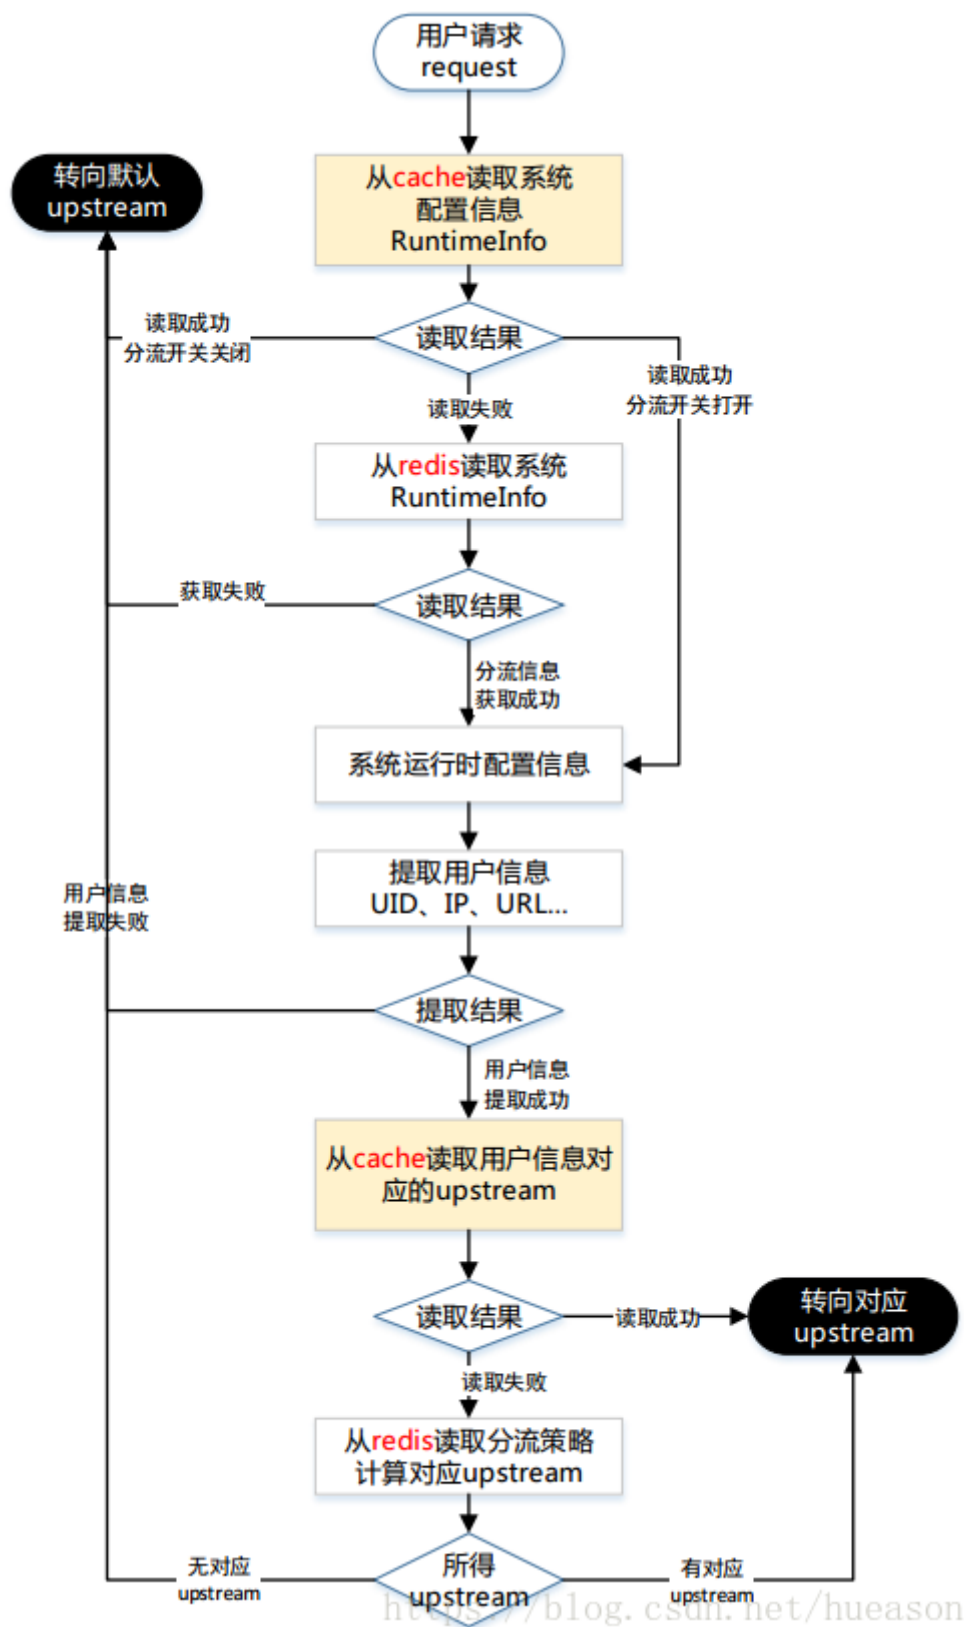 用户请求
request
从cache读取系统
配置信息
RuntimeInfo
转向默认
upstream
读取结果
读取成功
分流开关关闭
读取成功
分流开关打开
读取失败
从redis读取系统
RuntimeInfo
读取结果
获取失败
分流信息
获取成功
系统运行时配置信息
提取用户信息
UID、IP、URL...
用户信息
提取失败
提取结果
用户信息
提取成功
从cache读取用户信息对
应的upstream
读取结果
读取成功
转向对应
upstream
读取失败
从redis读取分流策略
计算对应upstream
所得
upstream
无对应
upstream
有对应
upstream
https://blog.csdn.net/hueason